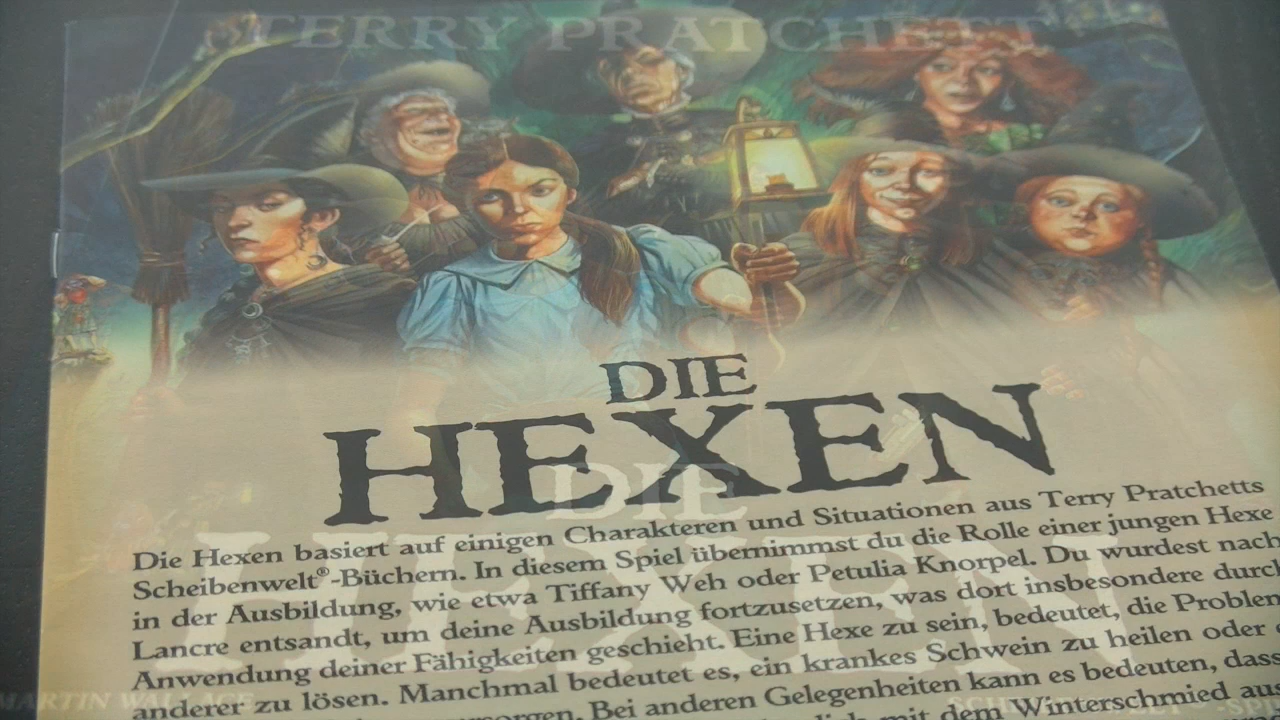 TERRY PRATCHETT
DIE
HEXEN
DIE
HEXEN
Die Hexen basiert auf einigen Charakteren und Situationen aus Terry Pratchetts
Scheibenwelt®-Büchern. In diesem Spiel übernimmst du die Rolle einer jungen Hexe
in der Ausbildung, wie etwa Tiffany Weh oder Petulia Knorpel. Du wurdest nach
Lancre entsandt, um deine Ausbildung fortzusetzen, was dort insbesondere durch
Anwendung deiner Fähigkeiten geschieht. Eine Hexe zu sein, bedeutet, die Problem
anderer zu lösen. Manchmal bedeutet es, ein krankes Schwein zu heilen oder
Bei anderen Gelegenheiten kann es bedeuten, dass
mit dem Winterschmied aus
MARTIN WALLACE